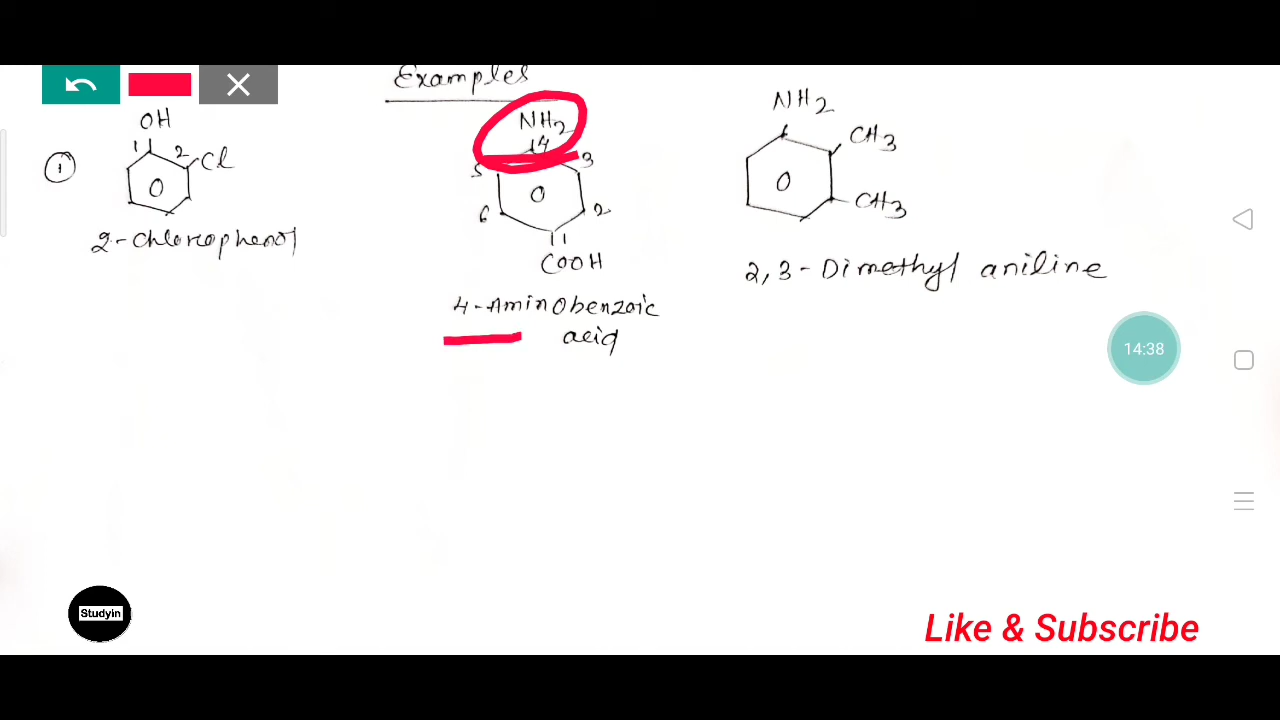 Examples
OH
1
2
Cl
①
O
2-Chlorophenol
NH2
4
3
5
O
6
2
1
COOH
4-Aminobenzoic
acid
NH2
CH3
O
CH3
2,3-Dimethyl aniline
14:38
Studyin
Like & Subscribe